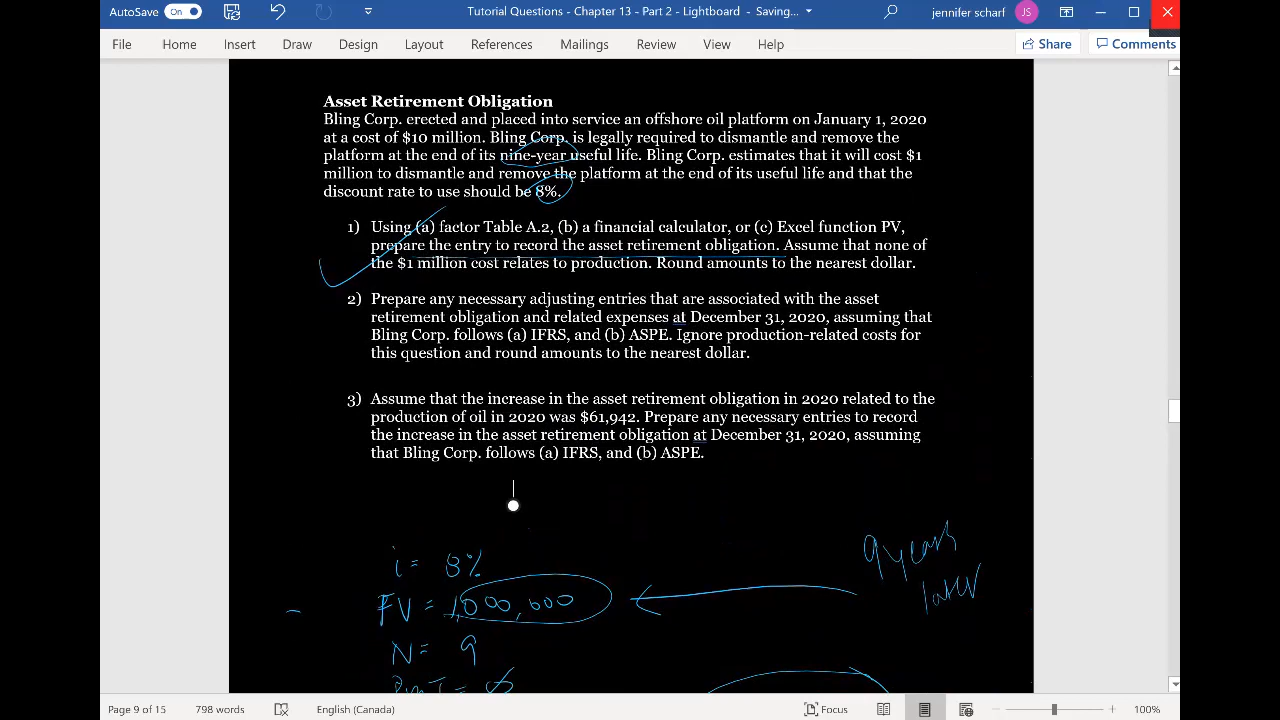 AutoSave On Tutorial Questions - Chapter 13 - Part 2 - Lightboard - Saving... jennifer scharf JS
File Home Insert Draw Design Layout References Mailings Review View Help Share Comments
Asset Retirement Obligation
Bling Corp. erected and placed into service an offshore oil platform on January 1, 2020
at a cost of $10 million. Bling Corp. is legally required to dismantle and remove the
platform at the end of its nine-year useful life. Bling Corp. estimates that it will cost $1
million to dismantle and remove the platform at the end of its useful life and that the
discount rate to use should be 8%.
1) Using (a) factor Table A.2, (b) a financial calculator, or (c) Excel function PV,
prepare the entry to record the asset retirement obligation. Assume that none of
the $1 million cost relates to production. Round amounts to the nearest dollar.
2) Prepare any necessary adjusting entries that are associated with the asset
retirement obligation and related expenses at December 31, 2020, assuming that
Bling Corp. follows (a) IFRS, and (b) ASPE. Ignore production-related costs for
this question and round amounts to the nearest dollar.
3) Assume that the increase in the asset retirement obligation in 2020 related to the
production of oil in 2020 was $61,942. Prepare any necessary entries to record
the increase in the asset retirement obligation at December 31, 2020, assuming
that Bling Corp. follows (a) IFRS, and (b) ASPE.
9 years
later
i = 8%
FV = 1,000,000
N = 9
Page 9 of 15 798 words English (Canada) Focus 100%